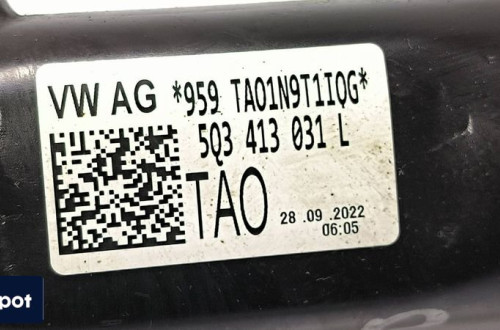 VW AG *959 TAO1N9T1IQG*
5Q3 413 031 L
TAO
28 .09 .2022
06:05
pot